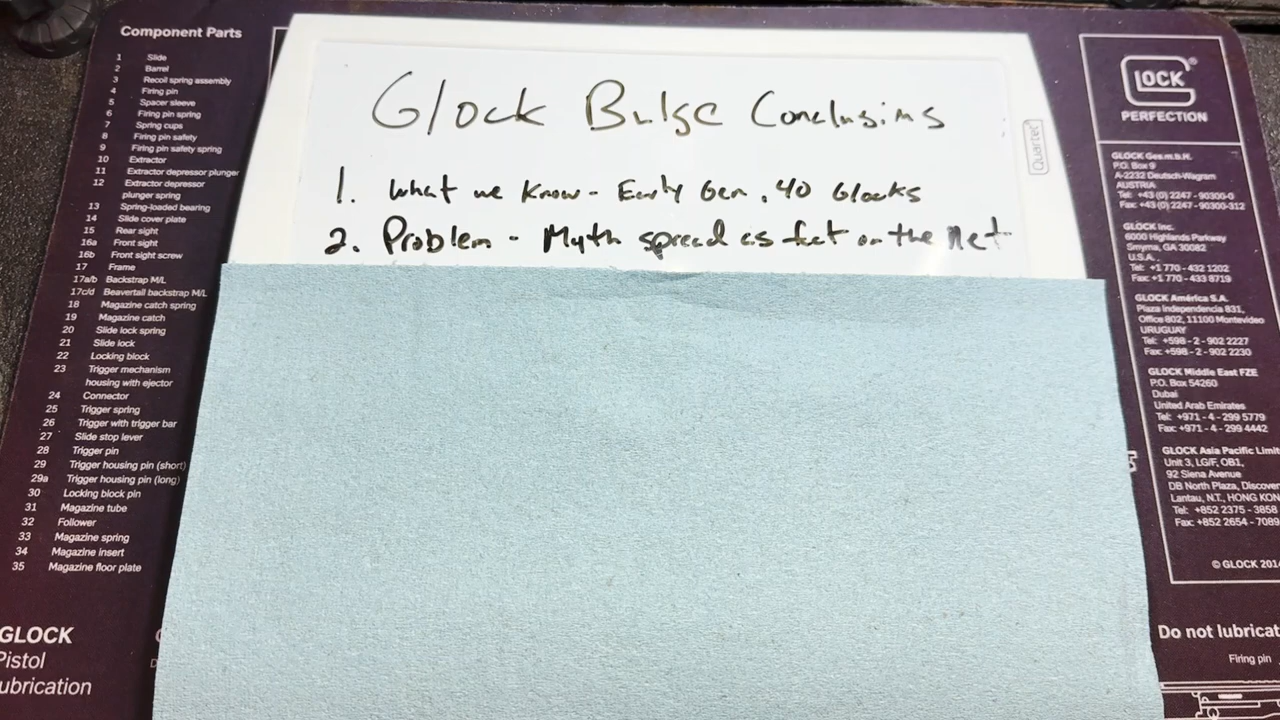 Component Parts
1 Slide
2 Barrel
3 Recoil spring assembly
4 Firing pin
5 Spacer sleeve
6 Firing pin spring
7 Spring cups
8 Firing pin safety
9 Firing pin safety spring
10 Extractor
11 Extractor depressor plunger
12 Extractor depressor
plunger spring
13 Spring-loaded bearing
14 Slide cover plate
15 Rear sight
16a Front sight
16b Front sight screw
17 Frame
17a/b Backstrap M/L
17c/d Beavertail backstrap M/L
18 Magazine catch spring
19 Magazine catch
20 Slide lock spring
21 Slide lock
22 Locking block
23 Trigger mechanism
housing with ejector
24 Connector
25 Trigger spring
26 Trigger with trigger bar
27 Slide stop lever
28 Trigger pin
29 Trigger housing pin (short)
29a Trigger housing pin (long)
30 Locking block pin
31 Magazine tube
32 Follower
33 Magazine spring
34 Magazine insert
35 Magazine floor plate
GLOCK
Pistol
ubrication
Glock Bulge Conclusions
1. What we know - Early Gen .40 Glocks
2. Problem - Myth spread as fact on the Net
Quartet
GLOCK®
PERFECTION
GLOCK Ges.m.b.H.
P.O. Box 9
A-2232 Deutsch-Wagram
AUSTRIA
Tel: +43 (0) 2247 - 90300-0
Fax: +43 (0) 2247 - 90300-312
GLOCK Inc.
6000 Highlands Parkway
Smyrna, GA 30082
U.S.A.
Tel: +1 770 - 432 1202
Fax: +1 770 - 433 8719
GLOCK América S.A.
Plaza Independencia 831,
Office 802, 11100 Montevideo
URUGUAY
Tel: +598 - 2 - 902 2227
Fax: +598 - 2 - 902 2230
GLOCK Middle East FZE
P.O. Box 54260
Dubai
United Arab Emirates
Tel: +971 - 4 - 299 5779
Fax: +971 - 4 - 299 4442
GLOCK Asia Pacific Limit
Unit 3, LG/F, OB1,
92 Siena Avenue
DB North Plaza, Discover
Lantau, N.T., HONG KON
Tel: +852 2375 - 3858
Fax: +852 2654 - 7089
© GLOCK 2014
Do not lubricat
Firing pin